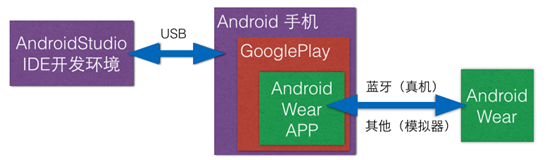 AndroidStudio
IDE开发环境
USB
Android 手机
GooglePlay
Android
Wear
APP
蓝牙（真机）
其他（模拟器）
Android
Wear